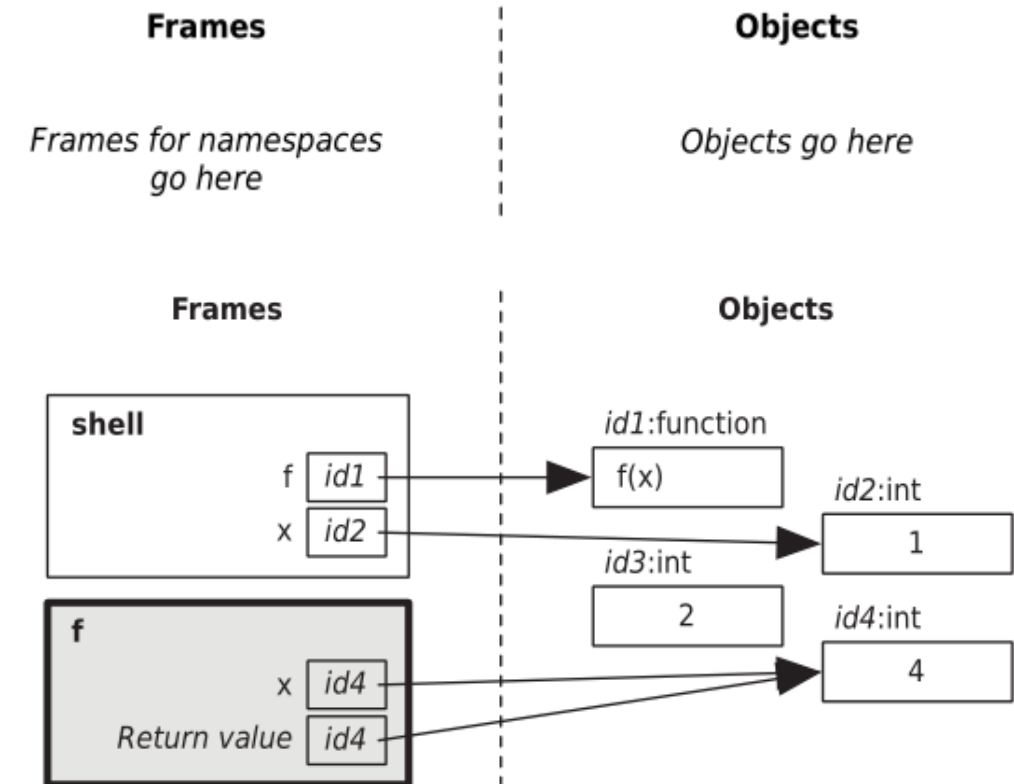 Frames
Objects
Frames for namespaces
go here
Objects go here
Frames
Objects
shell
f id1
x id2
id1:function
f(x)
id2:int
1
id3:int
2
f
x id4
Return value id4
id4:int
4